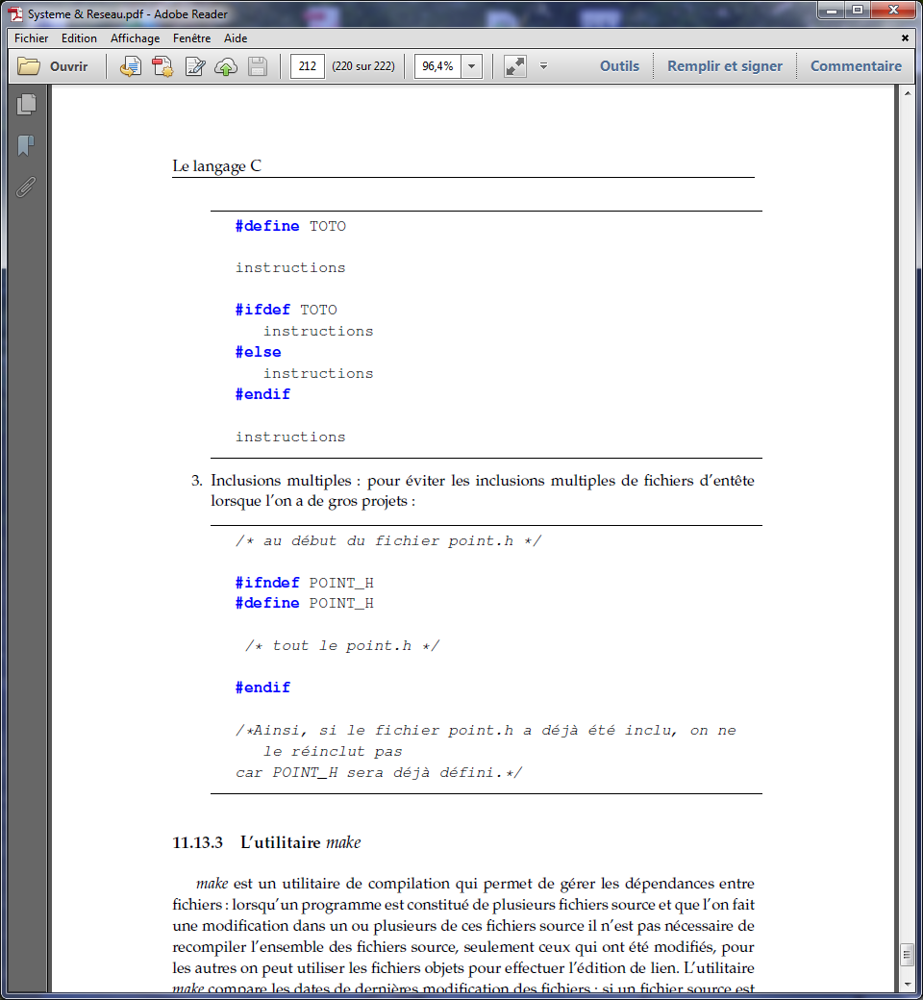 Systeme & Reseau.pdf - Adobe Reader
Fichier Edition Affichage Fenêtre Aide
Ouvrir 212 (220 sur 222) 96,4% Outils Remplir et signer Commentaire
Le langage C
#define TOTO
instructions
#ifdef TOTO
instructions
#else
instructions
#endif
instructions
3. Inclusions multiples : pour éviter les inclusions multiples de fichiers d'entête
lorsque l'on a de gros projets :
/* au début du fichier point.h */
#ifndef POINT_H
#define POINT_H
/* tout le point.h */
#endif
/*Ainsi, si le fichier point.h a déjà été inclu, on ne
le réinclut pas
car POINT_H sera déjà défini.*/
11.13.3 L'utilitaire make
make est un utilitaire de compilation qui permet de gérer les dépendances entre
fichiers : lorsqu'un programme est constitué de plusieurs fichiers source et que l'on fait
une modification dans un ou plusieurs de ces fichiers source il n'est pas nécessaire de
recompiler l'ensemble des fichiers source, seulement ceux qui ont été modifiés, pour
les autres on peut utiliser les fichiers objets pour effectuer l'édition de lien. L'utilitaire
make compare les dates de dernières modification des fichiers : si un fichier source est